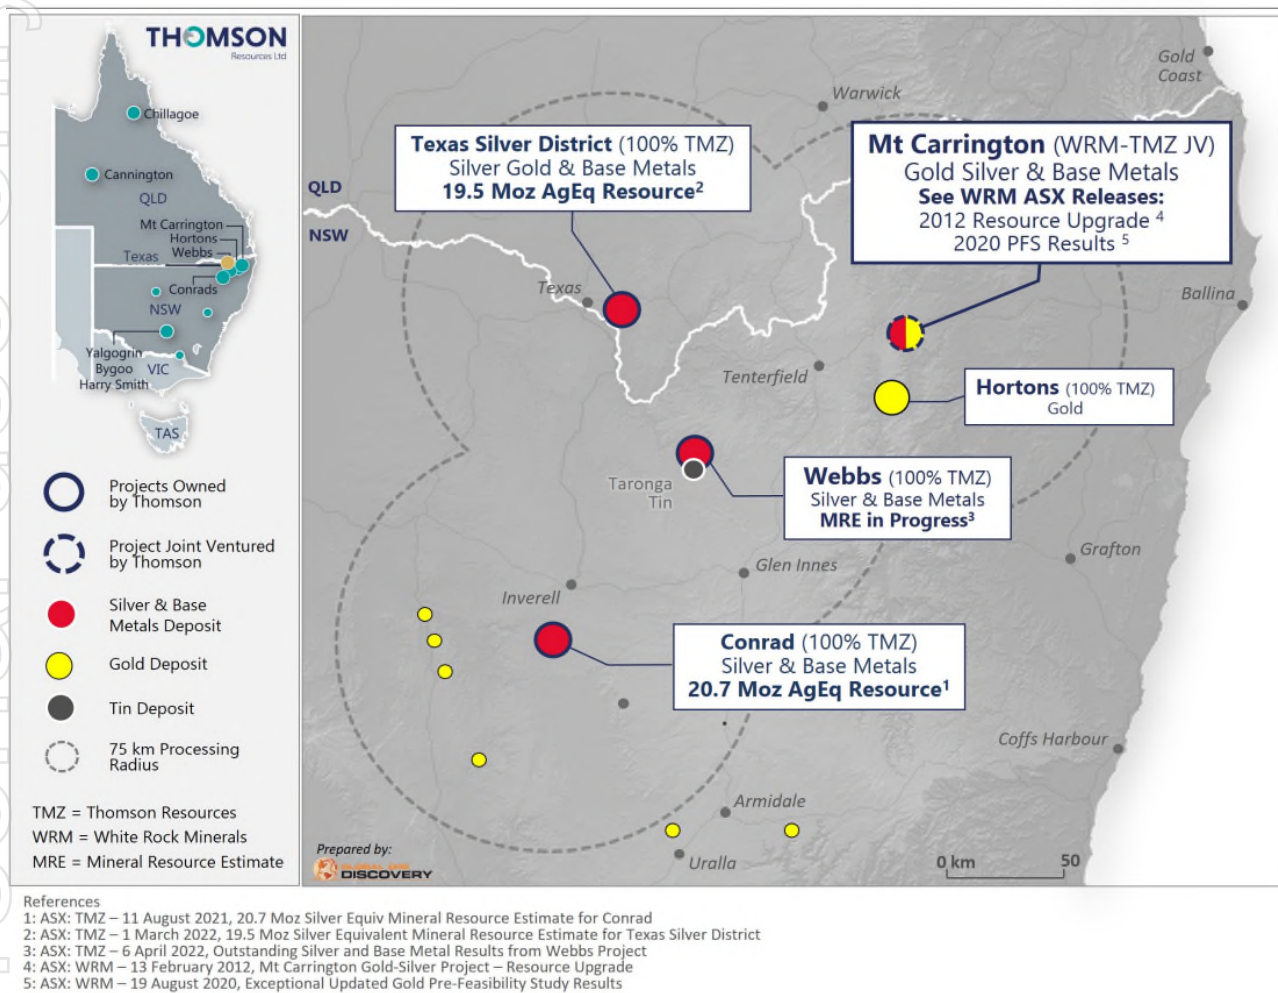 THOMSON
Resources Ltd
Chillagoe
Cannington
QLD
Mt Carrington
Hortons
Webbs
Texas
Conrads
NSW
Yalgogrin
Bygoo
Harry Smith
VIC
TAS
Projects Owned
by Thomson
Project Joint Ventured
by Thomson
Silver & Base
Metals Deposit
Gold Deposit
Tin Deposit
75 km Processing
Radius
TMZ = Thomson Resources
WRM = White Rock Minerals
MRE = Mineral Resource Estimate
Gold
Coast
Warwick
Texas Silver District (100% TMZ)
Silver Gold & Base Metals
19.5 Moz AgEq Resource²
Mt Carrington (WRM-TMZ JV)
Gold Silver & Base Metals
See WRM ASX Releases:
2012 Resource Upgrade ⁴
2020 PFS Results ⁵
QLD
NSW
Texas
Ballina
Tenterfield
Hortons (100% TMZ)
Gold
Taronga
Tin
Webbs (100% TMZ)
Silver & Base Metals
MRE in Progress³
Grafton
Glen Innes
Inverell
Conrad (100% TMZ)
Silver & Base Metals
20.7 Moz AgEq Resource¹
Coffs Harbour
Armidale
Uralla
0 km 50
Prepared by:
DISCOVERY
References
1: ASX: TMZ – 11 August 2021, 20.7 Moz Silver Equiv Mineral Resource Estimate for Conrad
2: ASX: TMZ – 1 March 2022, 19.5 Moz Silver Equivalent Mineral Resource Estimate for Texas Silver District
3: ASX: TMZ – 6 April 2022, Outstanding Silver and Base Metal Results from Webbs Project
4: ASX: WRM – 13 February 2012, Mt Carrington Gold-Silver Project – Resource Upgrade
5: ASX: WRM – 19 August 2020, Exceptional Updated Gold Pre-Feasibility Study Results